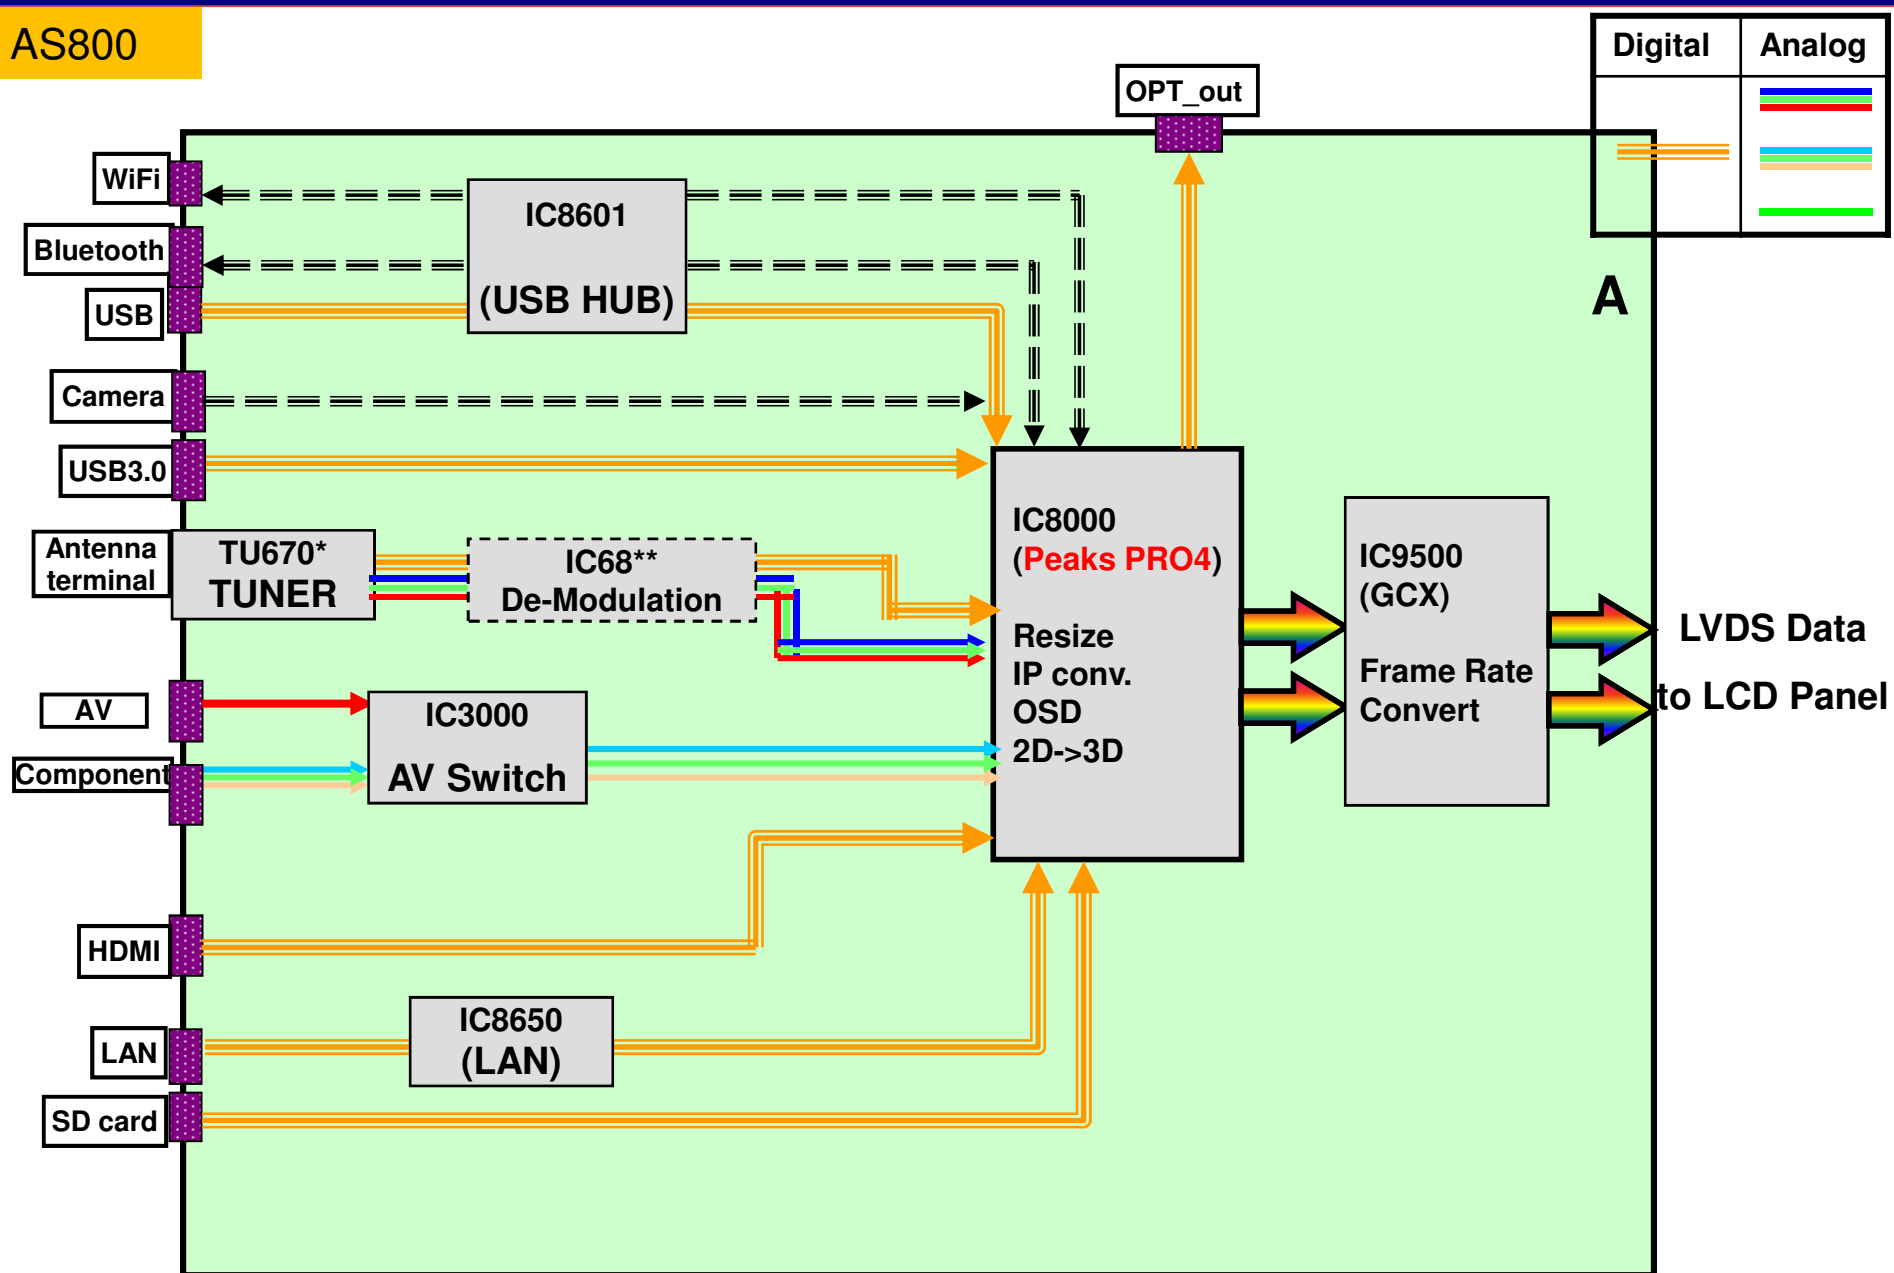 AS800
Digital
Analog
OPT_out
WiFi
Bluetooth
USB
Camera
USB3.0
Antenna
terminal
AV
Component
HDMI
LAN
SD card
IC8601
(USB HUB)
TU670*
TUNER
IC68**
De-Modulation
IC3000
AV Switch
IC8650
(LAN)
IC8000
(Peaks PRO4)
Resize
IP conv.
OSD
2D->3D
IC9500
(GCX)
Frame Rate
Convert
A
LVDS Data
to LCD Panel